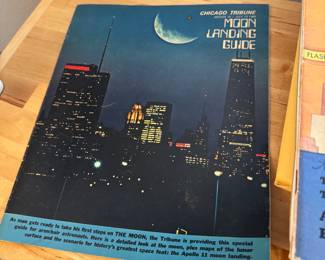 CHICAGO TRIBUNE
MOON
LANDING
GUIDE
As man gets ready to take his first steps on THE MOON, the Tribune is providing this special
guide for armchair astronauts. Here is a detailed look at the moon, plus maps of the lunar
surface and the scenario for history's greatest space feat: the Apollo 11 moon landing.
FLAS
T
T
A